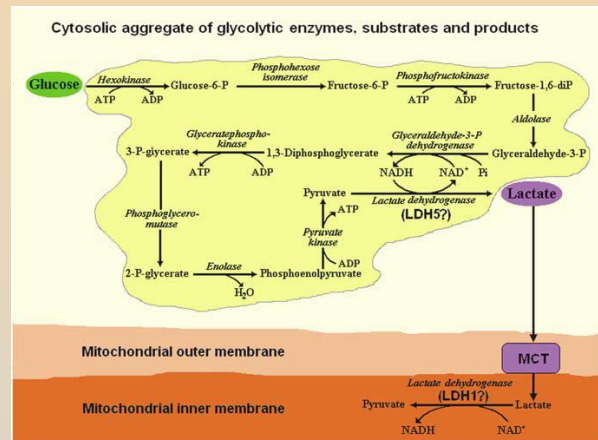 Cytosolic aggregate of glycolytic enzymes, substrates and products
Glucose
Hexokinase
ATP
ADP
Glucose-6-P
Phosphohexose
isomerase
Fructose-6-P
Phosphofructokinase
ATP
ADP
Fructose-1,6-diP
Aldolase
Glyceraldehyde-3-P
Glyceraldehyde-3-P
dehydrogenase
NADH
NAD⁺
Pi
1,3-Diphosphoglycerate
Glyceratephospho-
kinase
ATP
ADP
3-P-glycerate
Phosphoglycero-
mutase
2-P-glycerate
Enolase
H₂O
Phosphoenolpyruvate
Pyruvate
kinase
ADP
ATP
Pyruvate
Lactate dehydrogenase
(LDH5?)
Lactate
Mitochondrial outer membrane
MCT
Mitochondrial inner membrane
Lactate dehydrogenase
(LDH1?)
Pyruvate
Lactate
NADH
NAD⁺